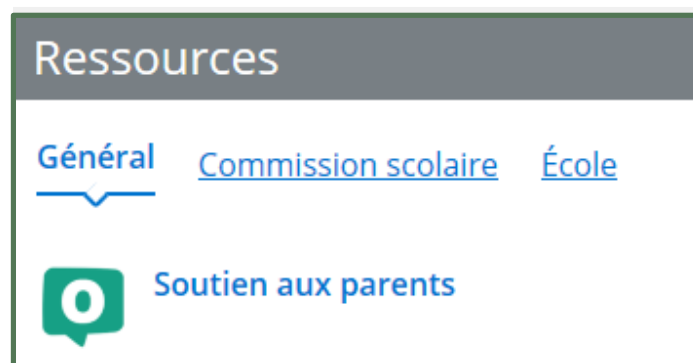 Ressources
Général Commission scolaire École
O Soutien aux parents